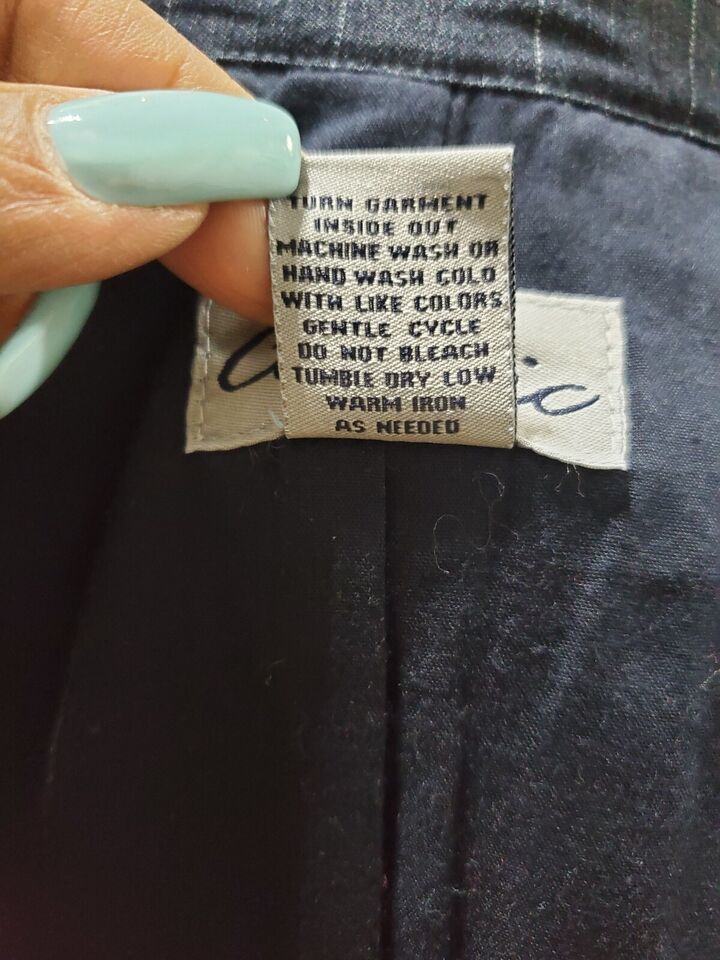 TURN GARMENT
INSIDE OUT
MACHINE WASH OR
HAND WASH COLD
WITH LIKE COLORS
GENTLE CYCLE
DO NOT BLEACH
TUMBLE DRY LOW
WARM IRON
AS NEEDED